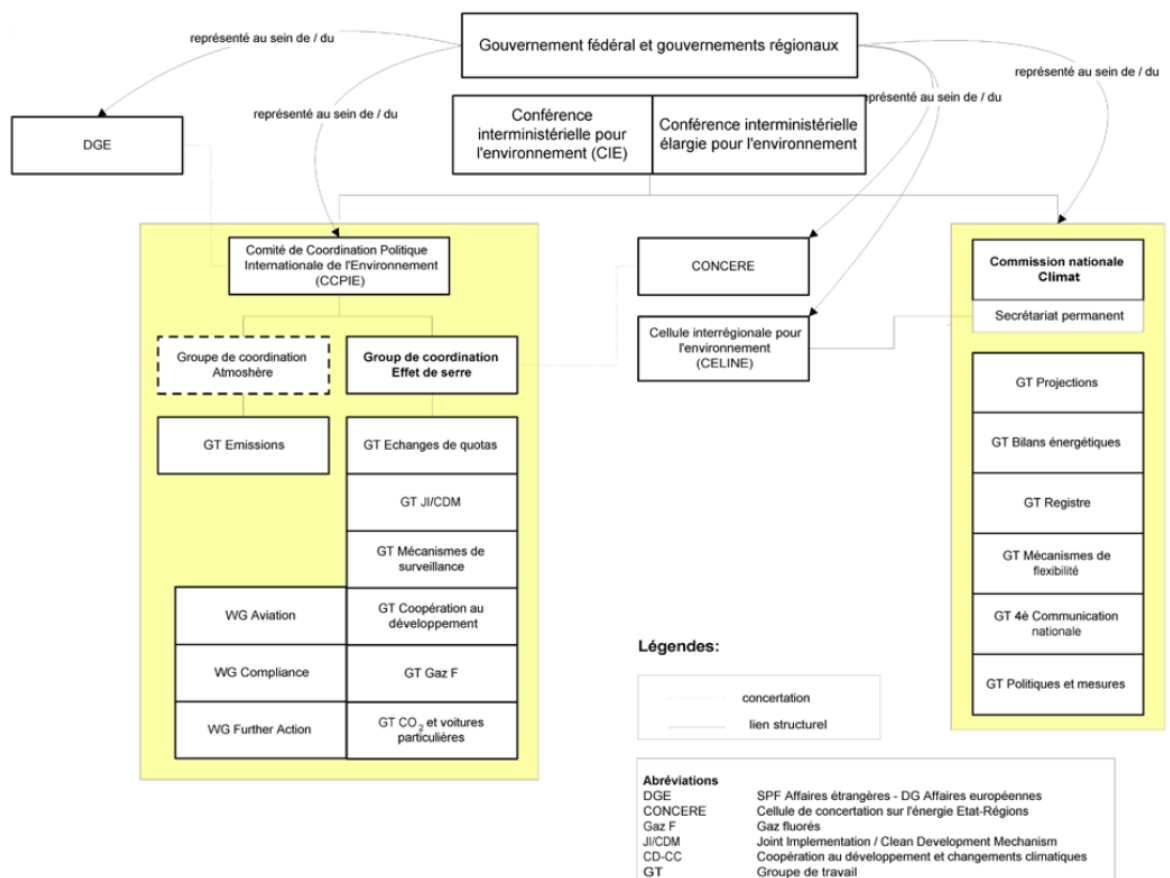 représenté au sein de / du
Gouvernement fédéral et gouvernements régionaux
représenté au sein de / du
représenté au sein de / du
représenté au sein de / du
DGE
Conférence
interministérielle pour
l'environnement (CIE)
Conférence interministérielle
élargie pour l'environnement
Comité de Coordination Politique
Internationale de l'Environnement
(CCPIE)
CONCERE
Commission nationale
Climat
Secrétariat permanent
Cellule interrégionale pour
l'environnement
(CELINE)
Groupe de coordination
Atmoshère
Group de coordination
Effet de serre
GT Emissions
GT Echanges de quotas
GT JI/CDM
GT Mécanismes de
surveillance
WG Aviation
GT Coopération au
développement
WG Compliance
GT Gaz F
WG Further Action
GT CO2 et voitures
particulières
GT Projections
GT Bilans énergétiques
GT Registre
GT Mécanismes de
flexibilité
GT 4è Communication
nationale
GT Politiques et mesures
Légendes:
concertation
lien structurel
Abréviations
DGE SPF Affaires étrangères - DG Affaires européennes
CONCERE Cellule de concertation sur l'énergie Etat-Régions
Gaz F Gaz fluorés
JI/CDM Joint Implementation / Clean Development Mechanism
CD-CC Coopération au développement et changements climatiques
GT Groupe de travail